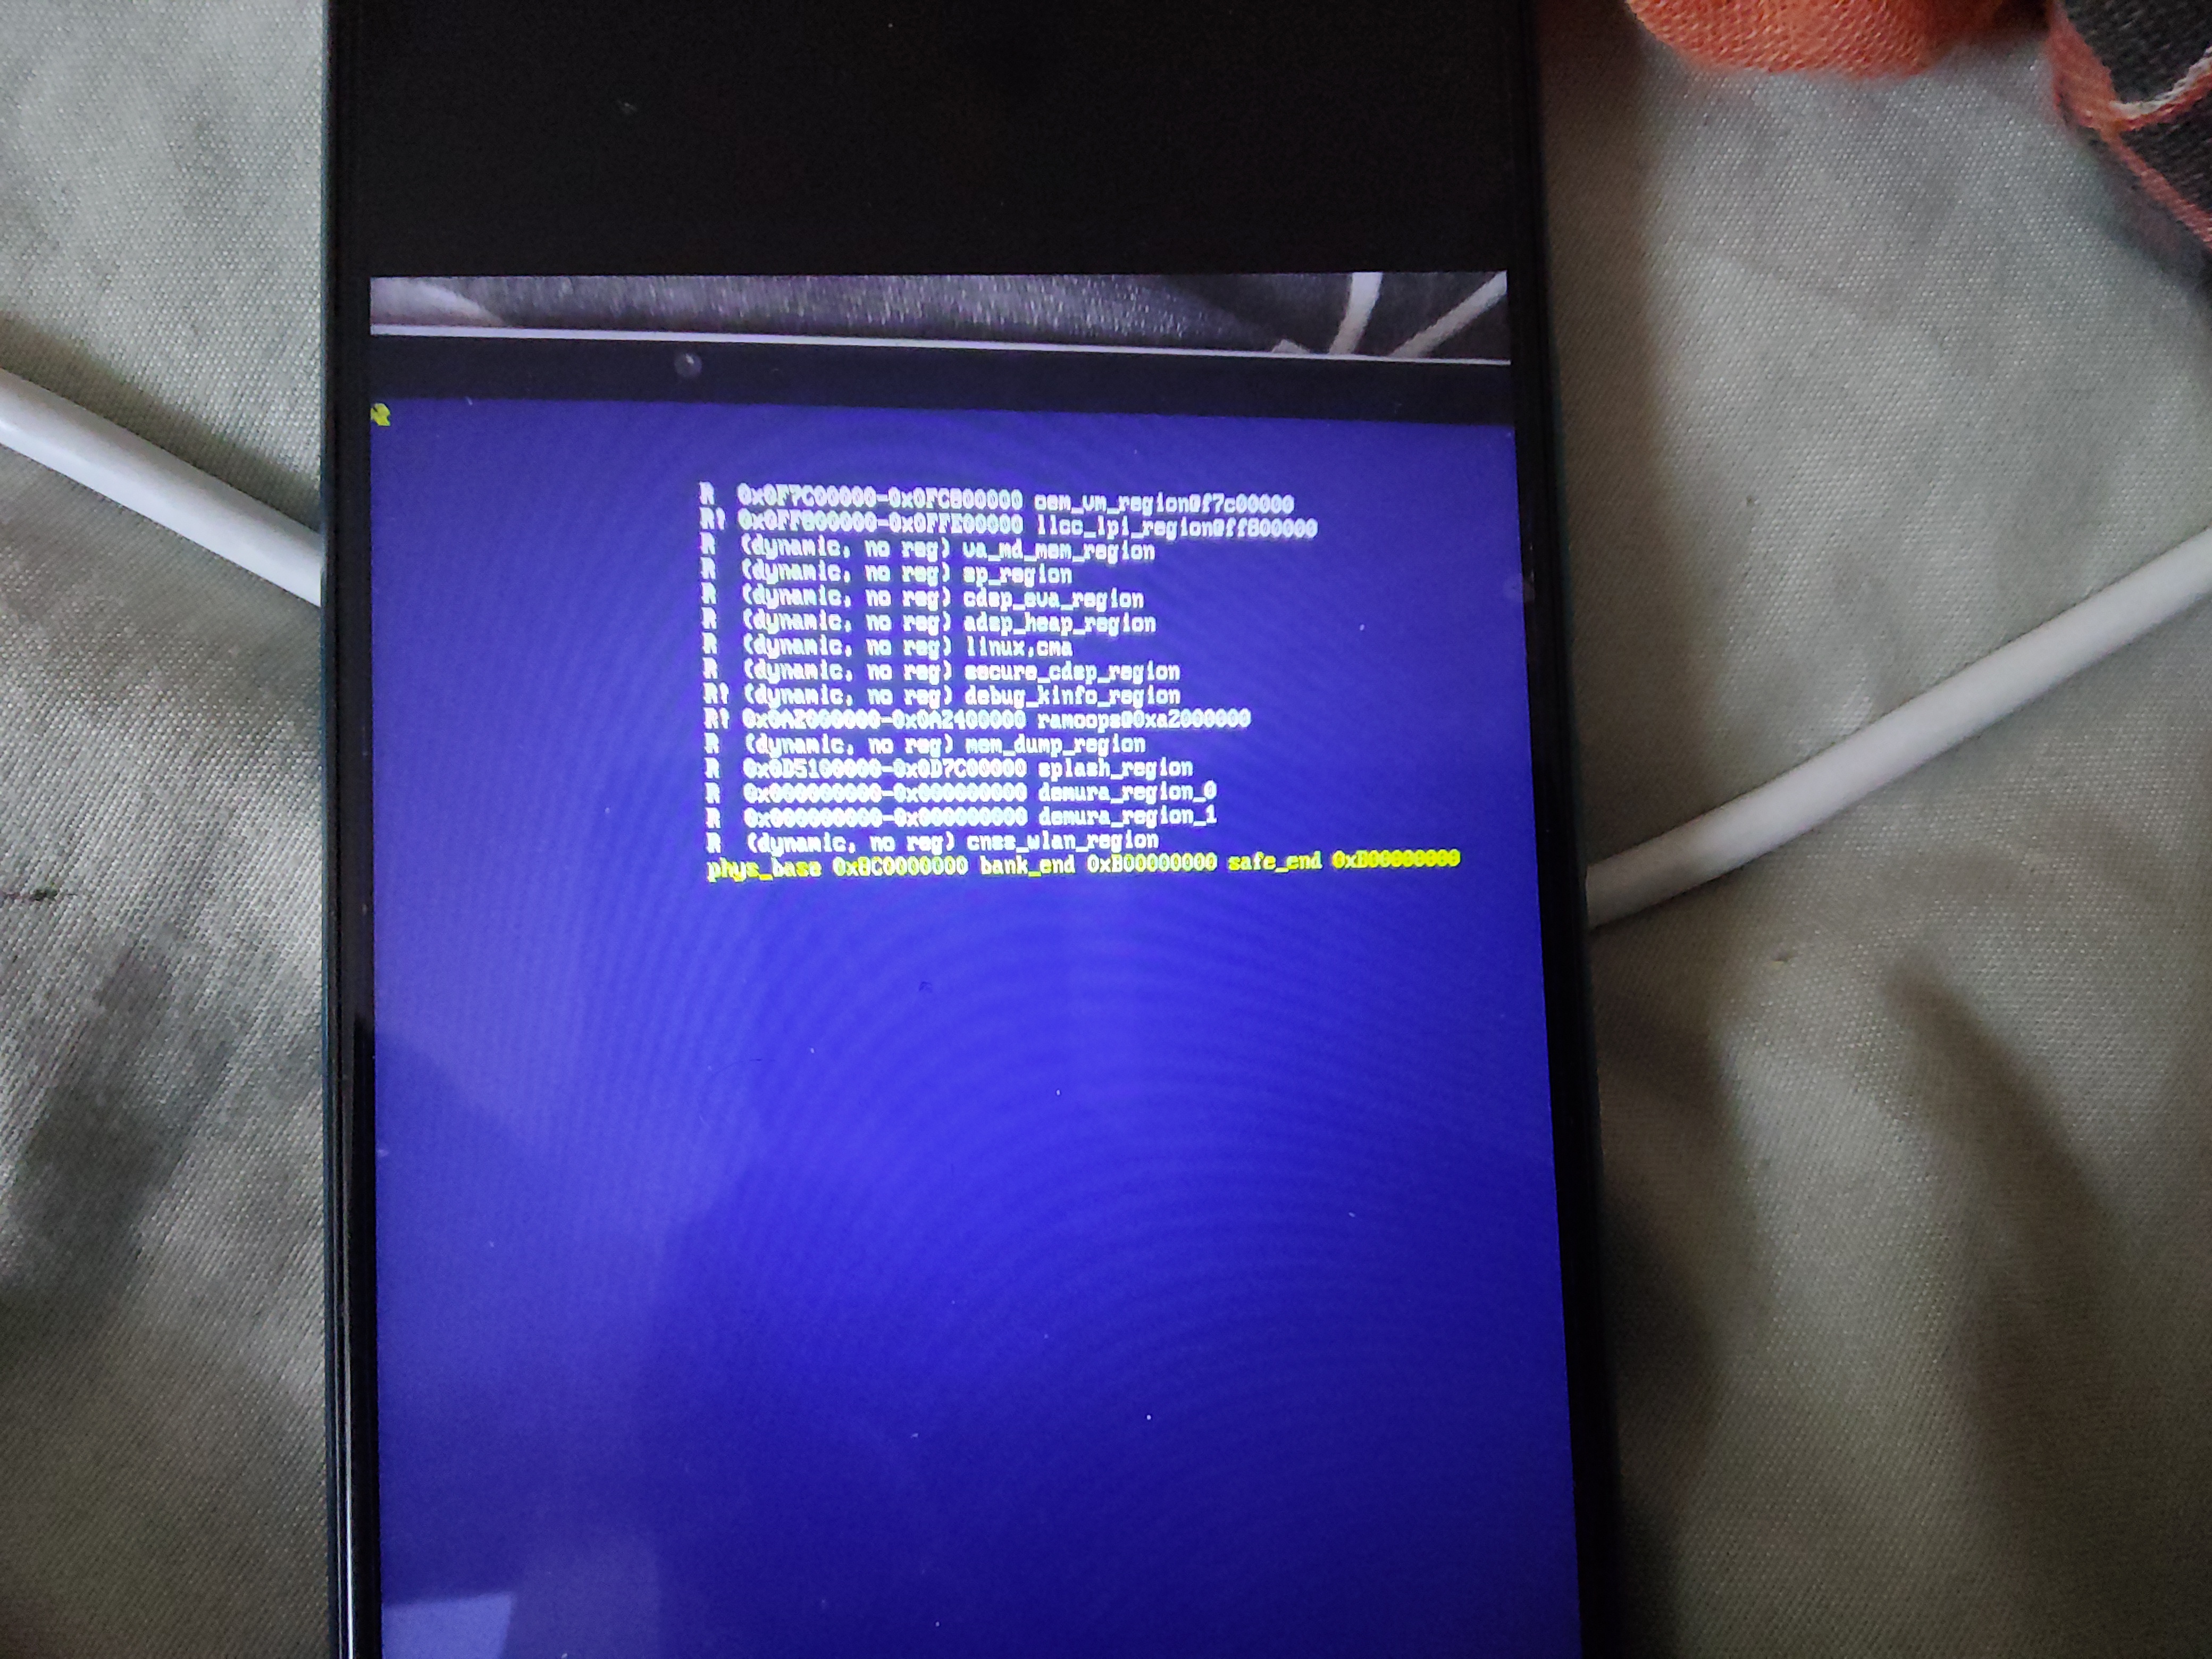 R  0x0F7C00000-0x0FCB00000 oem_vm_region@f7c00000
R! 0x0FF800000-0x0FFE00000 llcc_lpi_region@ff800000
R  (dynamic, no reg) va_md_mem_region
R  (dynamic, no reg) sp_region
R  (dynamic, no reg) cdsp_eva_region
R  (dynamic, no reg) adsp_heap_region
R  (dynamic, no reg) linux,cma
R  (dynamic, no reg) secure_cdsp_region
R! (dynamic, no reg) debug_kinfo_region
R! 0x0A2000000-0x0A2400000 ramoops@0xa2000000
R  (dynamic, no reg) mem_dump_region
R  0x0D5100000-0x0D7C00000 splash_region
R  0x000000000-0x000000000 demura_region_0
R  0x000000000-0x000000000 demura_region_1
R  (dynamic, no reg) cnss_wlan_region
phys_base 0x8C0000000 bank_end 0xB00000000 safe_end 0xB00000000